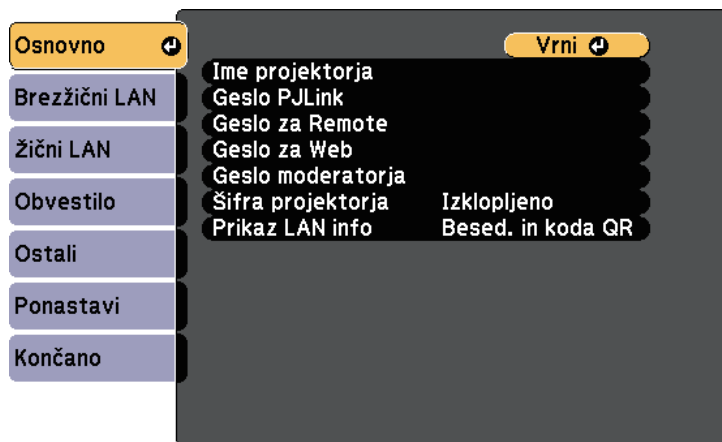 Osnovno
Brezžični LAN
Žični LAN
Obvestilo
Ostali
Ponastavi
Končano
Vrni
Ime projektorja
Geslo PJLink
Geslo za Remote
Geslo za Web
Geslo moderatorja
Šifra projektorja Izklopljeno
Prikaz LAN info Besed. in koda QR